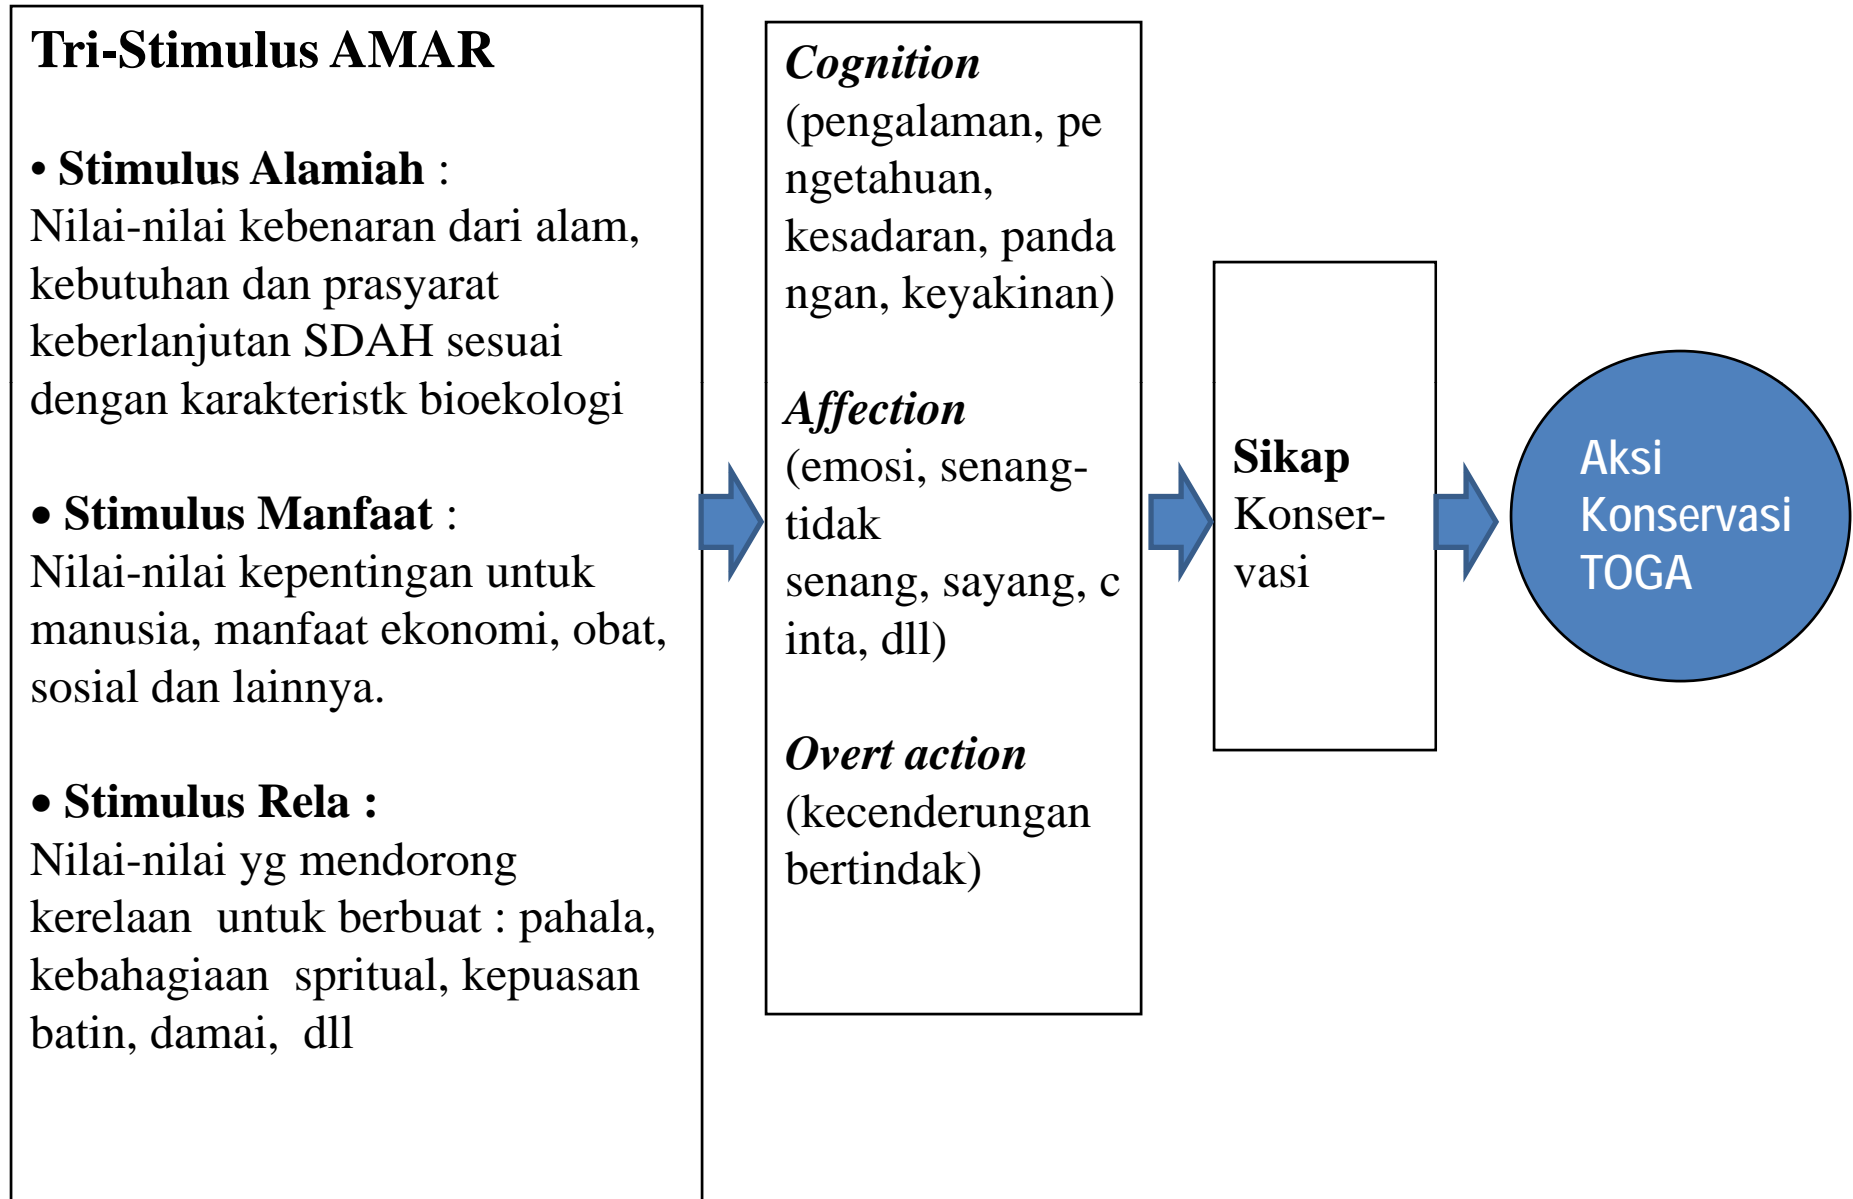 Tri-Stimulus AMAR
• Stimulus Alamiah :
Nilai-nilai kebenaran dari alam,
kebutuhan dan prasyarat
keberlanjutan SDAH sesuai
dengan karakteristk bioekologi
• Stimulus Manfaat :
Nilai-nilai kepentingan untuk
manusia, manfaat ekonomi, obat,
sosial dan lainnya.
• Stimulus Rela :
Nilai-nilai yg mendorong
kerelaan untuk berbuat : pahala,
kebahagiaan spritual, kepuasan
batin, damai, dll
Cognition
(pengalaman, pe
ngetahuan,
kesadaran, panda
ngan, keyakinan)
Affection
(emosi, senang-
tidak
senang, sayang, c
inta, dll)
Overt action
(kecenderungan
bertindak)
Sikap
Konser-
vasi
Aksi
Konservasi
TOGA